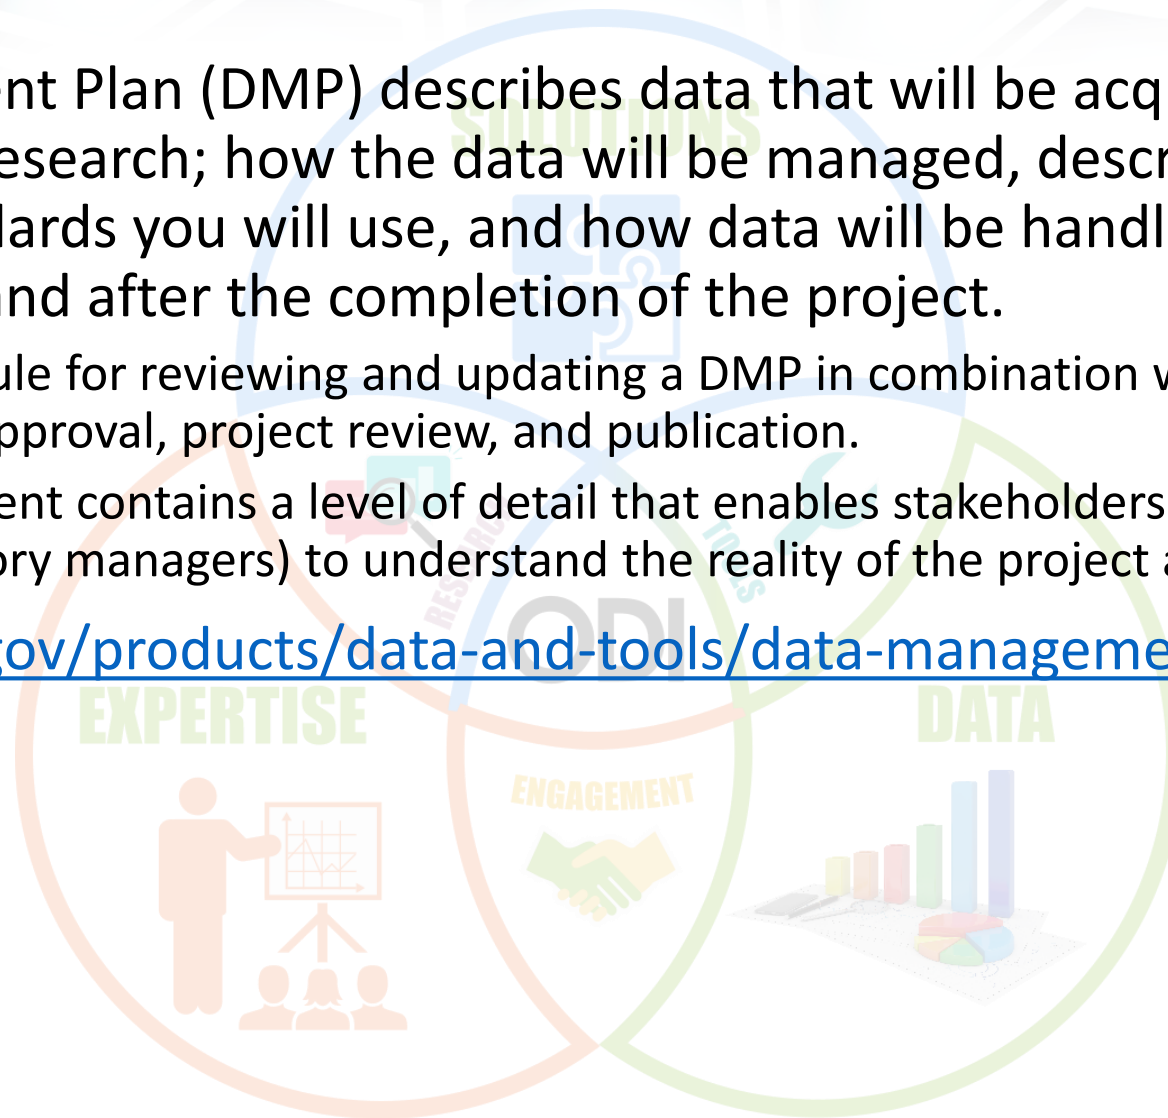 ent Plan (DMP) describes data that will be acq
esearch; how the data will be managed, descr
lards you will use, and how data will be handl
and after the completion of the project.
ule for reviewing and updating a DMP in combination w
pproval, project review, and publication.
ent contains a level of detail that enables stakeholders
ory managers) to understand the reality of the project a
gov/products/data-and-tools/data-manageme
SOLUTIONS
RESEARCH
TOOLS
ODI
EXPERTISE
DATA
ENGAGEMENT